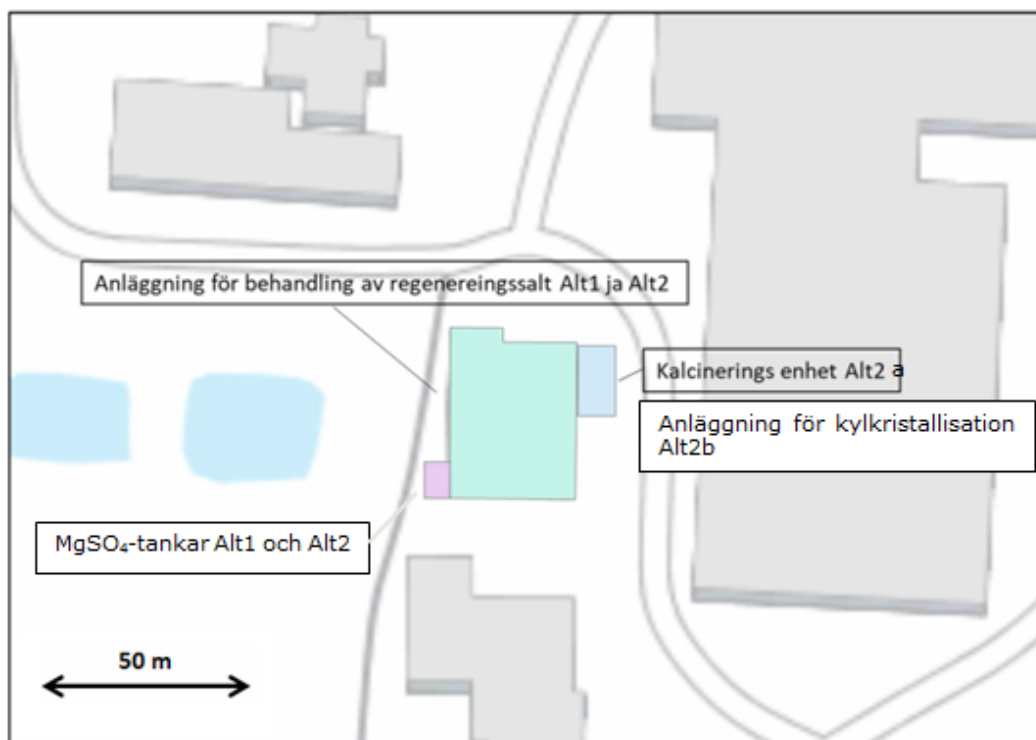 Anläggning för behandling av regenereingssalt Alt1 ja Alt2
Kalcinerings enhet Alt2 a
Anläggning för kylkristallisation
Alt2b
MgSO₄-tankar Alt1 och Alt2
50 m